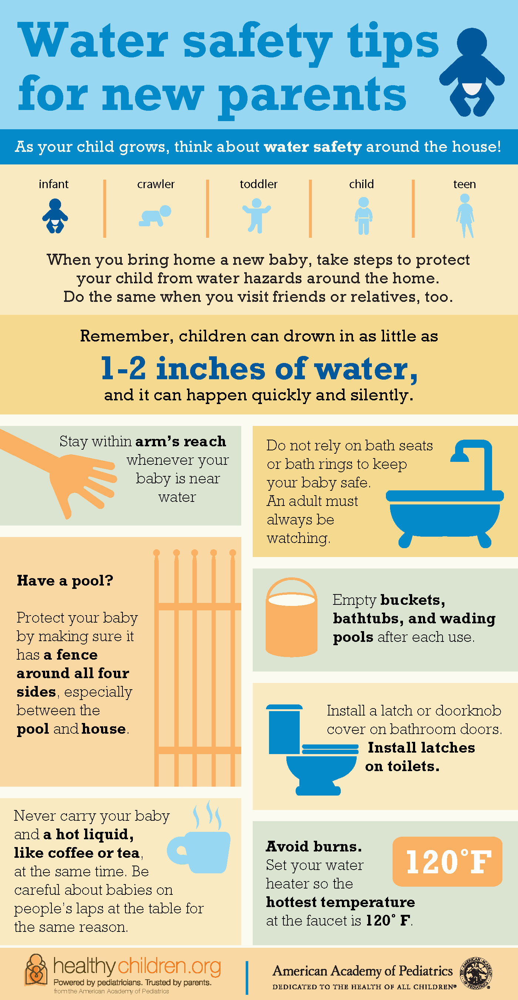 Water safety tips
for new parents
As your child grows, think about water safety around the house!
infant
crawler
toddler
child
teen
When you bring home a new baby, take steps to protect
your child from water hazards around the home.
Do the same when you visit friends or relatives, too.
Remember, children can drown in as little as
1-2 inches of water,
and it can happen quickly and silently.
Stay within arm's reach
whenever your
baby is near
water
Do not rely on bath seats
or bath rings to keep
your baby safe.
An adult must
always be
watching.
Have a pool?
Protect your baby
by making sure it
has a fence
around all four
sides, especially
between the
pool and house.
Empty buckets,
bathtubs, and wading
pools after each use.
Install a latch or doorknob
cover on bathroom doors.
Install latches
on toilets.
Never carry your baby
and a hot liquid,
like coffee or tea,
at the same time. Be
careful about babies on
people's laps at the table for
the same reason.
Avoid burns.
Set your water
heater so the
hottest temperature
at the faucet is 120° F.
120°F
healthychildren.org
Powered by pediatricians. Trusted by parents.
from the American Academy of Pediatrics
American Academy of Pediatrics
DEDICATED TO THE HEALTH OF ALL CHILDREN®
THE AMERICAN ACADEMY OF PEDIATRICS
®